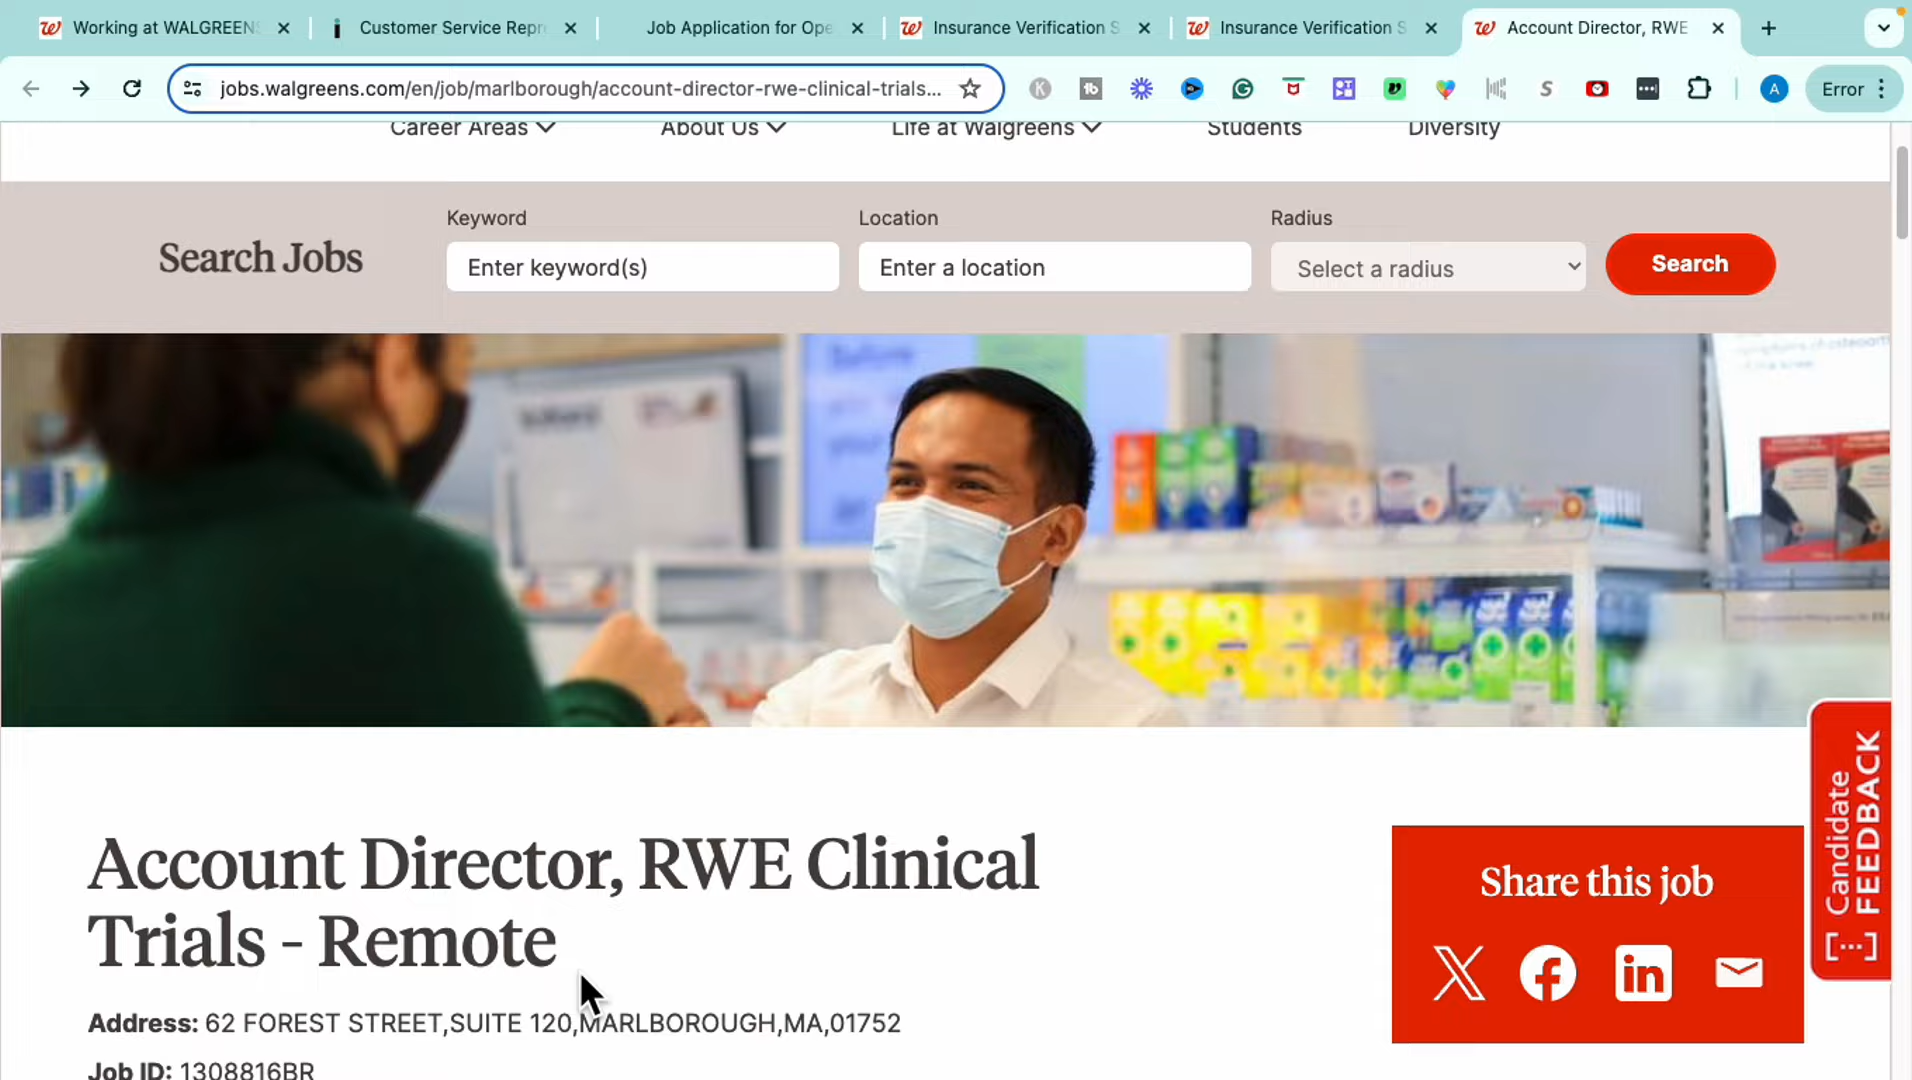 Working at WALGREENS
Customer Service Repr
Job Application for Ope
Insurance Verification S
Insurance Verification S
Account Director, RWE
jobs.walgreens.com/en/job/marlborough/account-director-rwe-clinical-trials...
Error
Career Areas
About Us
Life at Walgreens
Students
Diversity
Search Jobs
Keyword
Enter keyword(s)
Location
Enter a location
Radius
Select a radius
Search
Account Director, RWE Clinical
Trials - Remote
Address: 62 FOREST STREET,SUITE 120,MARLBOROUGH,MA,01752
Job ID: 1308816BR
Share this job
Candidate
FEEDBACK